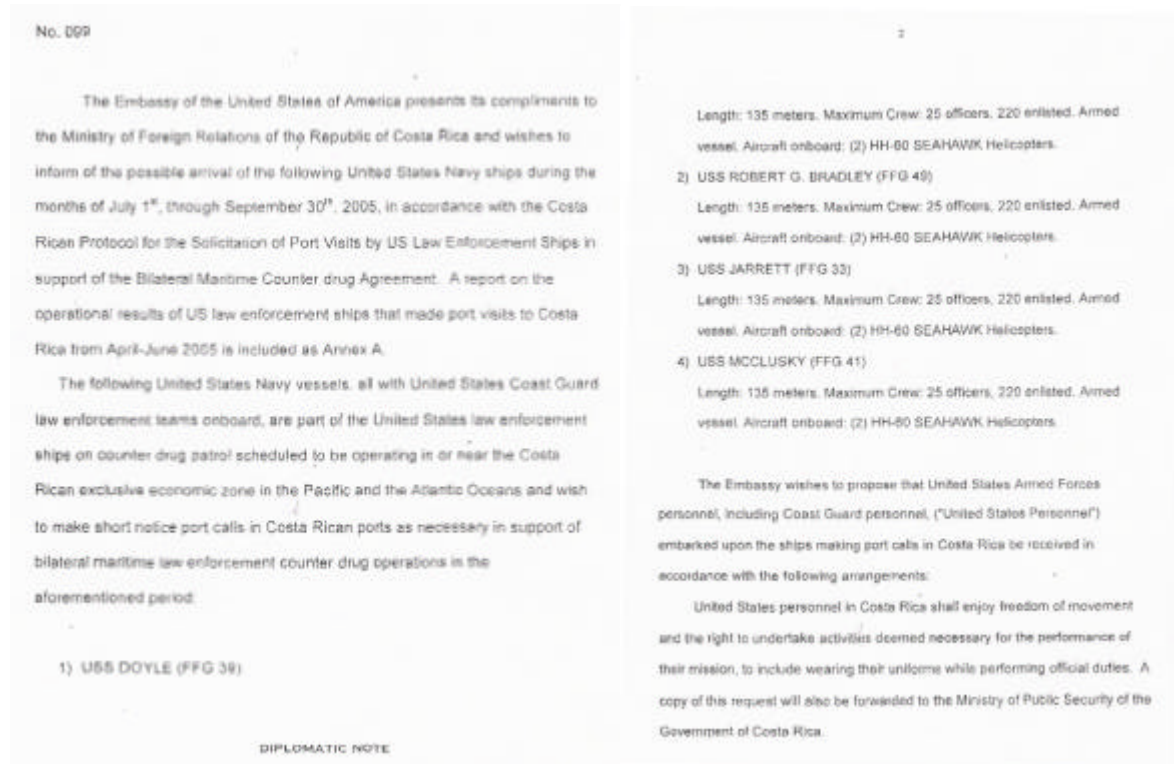 No. 099
The Embassy of the United States of America presents its compliments to
the Ministry of Foreign Relations of the Republic of Costa Rica and wishes to
inform of the possible arrival of the following United States Navy ships during the
months of July 1st, through September 30th, 2005, in accordance with the Costa
Rican Protocol for the Solicitation of Port Visits by US Law Enforcement Ships in
support of the Bilateral Maritime Counter drug Agreement. A report on the
operational results of US law enforcement ships that made port visits to Costa
Rica from April-June 2005 is included as Annex A.
The following United States Navy vessels, all with United States Coast Guard
law enforcement teams onboard, are part of the United States law enforcement
ships on counter drug patrol scheduled to be operating in or near the Costa
Rican exclusive economic zone in the Pacific and the Atlantic Oceans and wish
to make short notice port calls in Costa Rican ports as necessary in support of
bilateral maritime law enforcement counter drug operations in the
aforementioned period:
1) USS DOYLE (FFG 39)
DIPLOMATIC NOTE
2
Length: 135 meters. Maximum Crew: 25 officers, 220 enlisted. Armed
vessel. Aircraft onboard: (2) HH-60 SEAHAWK Helicopters.
2) USS ROBERT G. BRADLEY (FFG 49)
Length: 135 meters. Maximum Crew: 25 officers, 220 enlisted. Armed
vessel. Aircraft onboard: (2) HH-60 SEAHAWK Helicopters.
3) USS JARRETT (FFG 33)
Length: 135 meters. Maximum Crew: 25 officers, 220 enlisted. Armed
vessel. Aircraft onboard: (2) HH-60 SEAHAWK Helicopters.
4) USS MCCLUSKY (FFG 41)
Length: 135 meters. Maximum Crew: 25 officers, 220 enlisted. Armed
vessel. Aircraft onboard: (2) HH-60 SEAHAWK Helicopters.
The Embassy wishes to propose that United States Armed Forces
personnel, including Coast Guard personnel, ("United States Personnel")
embarked upon the ships making port calls in Costa Rica be received in
accordance with the following arrangements:
United States personnel in Costa Rica shall enjoy freedom of movement
and the right to undertake activities deemed necessary for the performance of
their mission, to include wearing their uniforms while performing official duties. A
copy of this request will also be forwarded to the Ministry of Public Security of the
Government of Costa Rica.